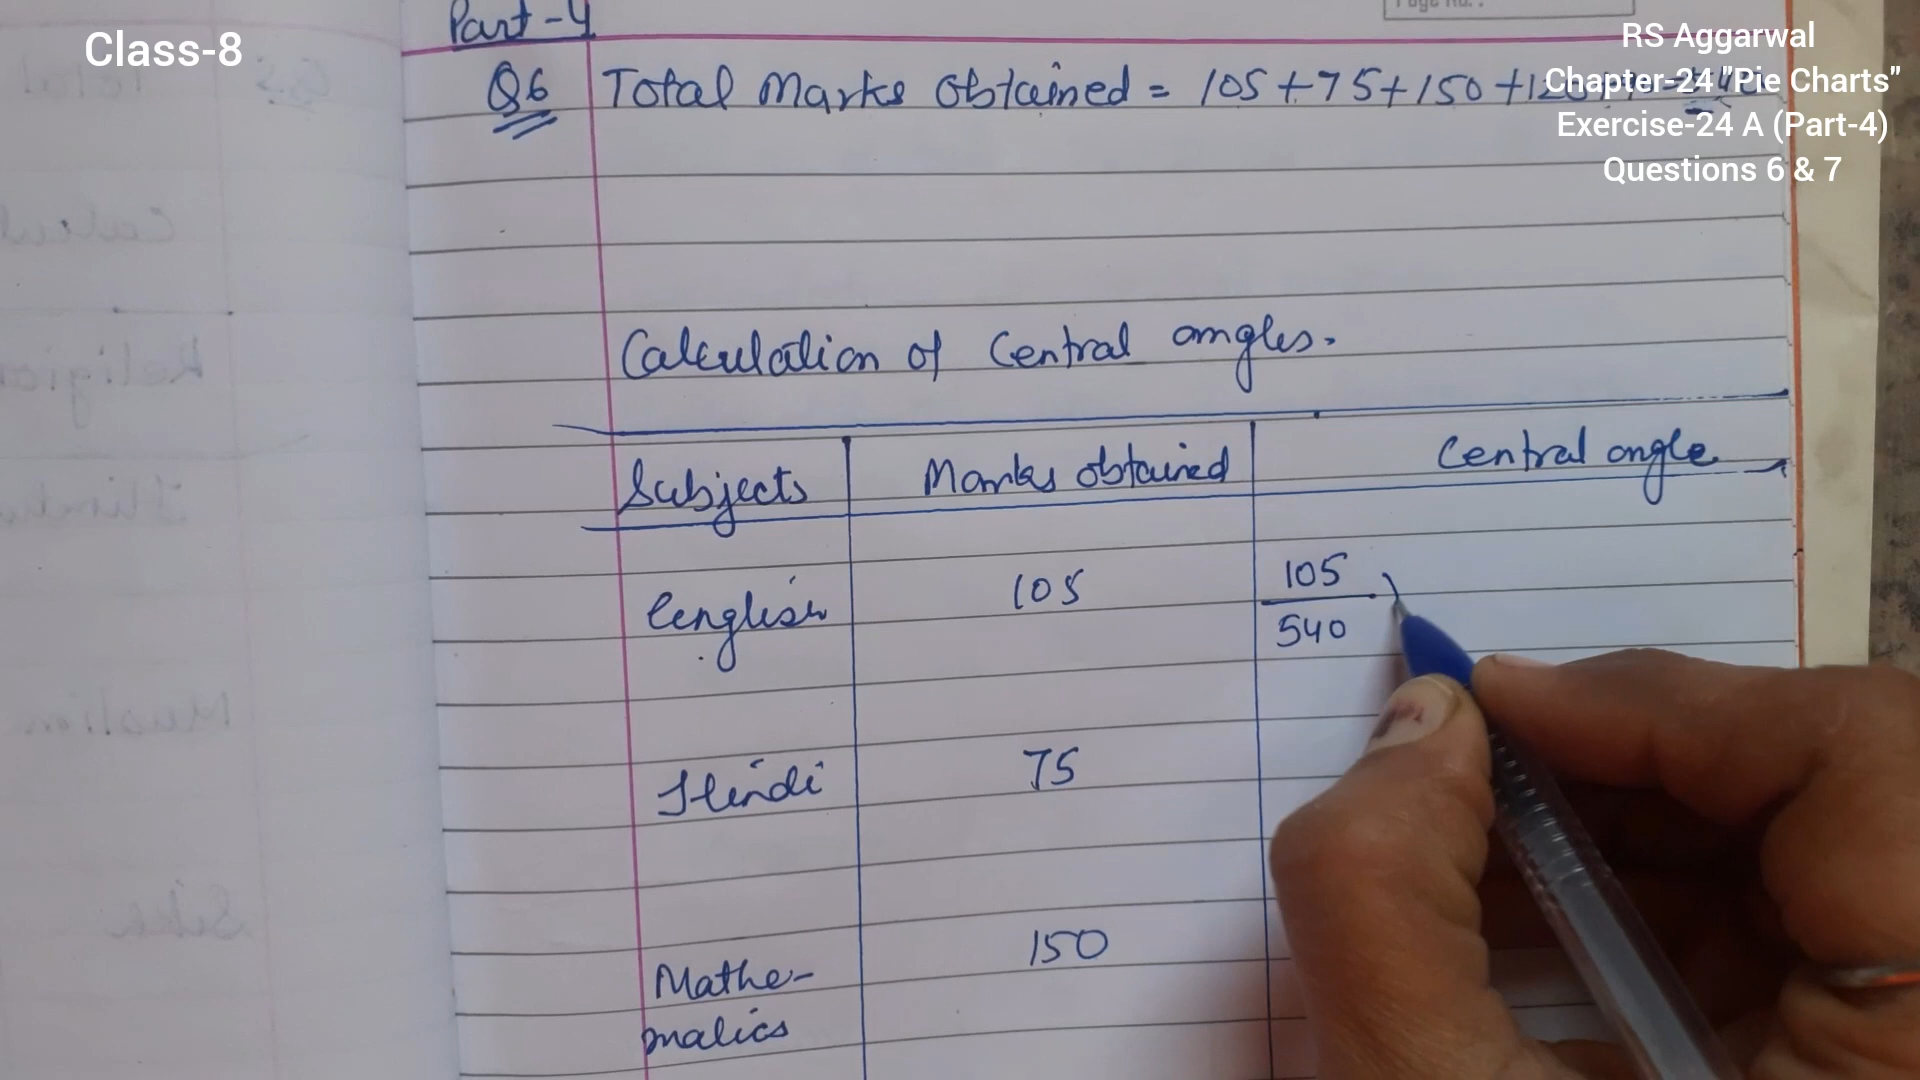 Part-4
Class-8
RS Aggarwal
Chapter-24 "Pie Charts"
Exercise-24 A (Part-4)
Questions 6 & 7
Q6 Total Marks Obtained = 105 + 75 + 150 +
Calculation of Central angles.
Subjects Marks obtained Central angle
English 105 105
540
Hindi 75
Mathe- 150
matics